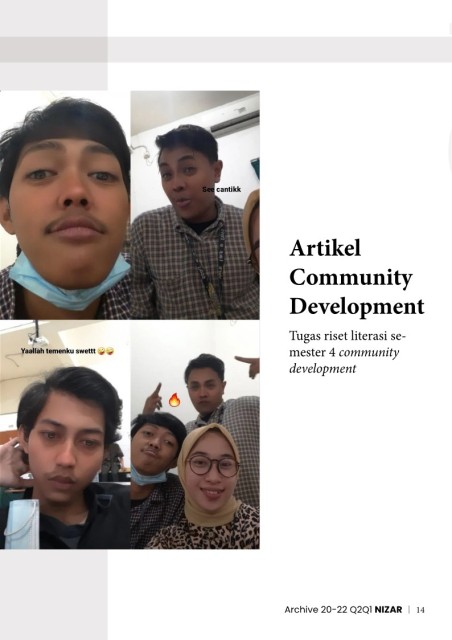 See cantikk
Yaallah temenku swettt 🤪🤪
🔥
Artikel
Community
Development
Tugas riset literasi se-
mester 4 community
development
Archive 20-22 Q2Q1 NIZAR | 14